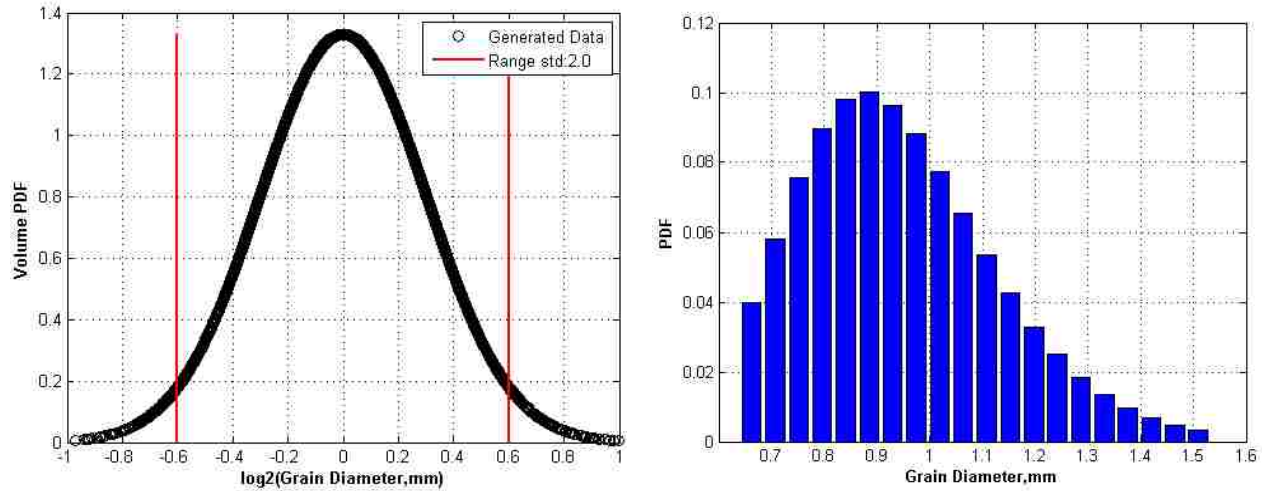 1.4
1.2
1
0.8
0.6
0.4
0.2
0
Volume PDF
Generated Data
Range std:2.0
-1 -0.8 -0.6 -0.4 -0.2 0 0.2 0.4 0.6 0.8 1
log2(Grain Diameter,mm)
0.12
0.1
0.08
0.06
0.04
0.02
0
PDF
0.7 0.8 0.9 1 1.1 1.2 1.3 1.4 1.5 1.6
Grain Diameter,mm